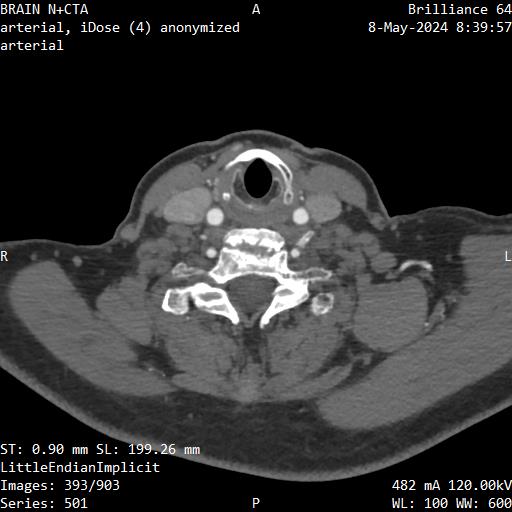 BRAIN N+CTA
A
Brilliance 64
arterial, iDose (4) anonymized
8-May-2024 8:39:57
arterial
R
L
ST: 0.90 mm SL: 199.26 mm
LittleEndianImplicit
Images: 393/903
482 mA 120.00kV
Series: 501
P
WL: 100 WW: 600